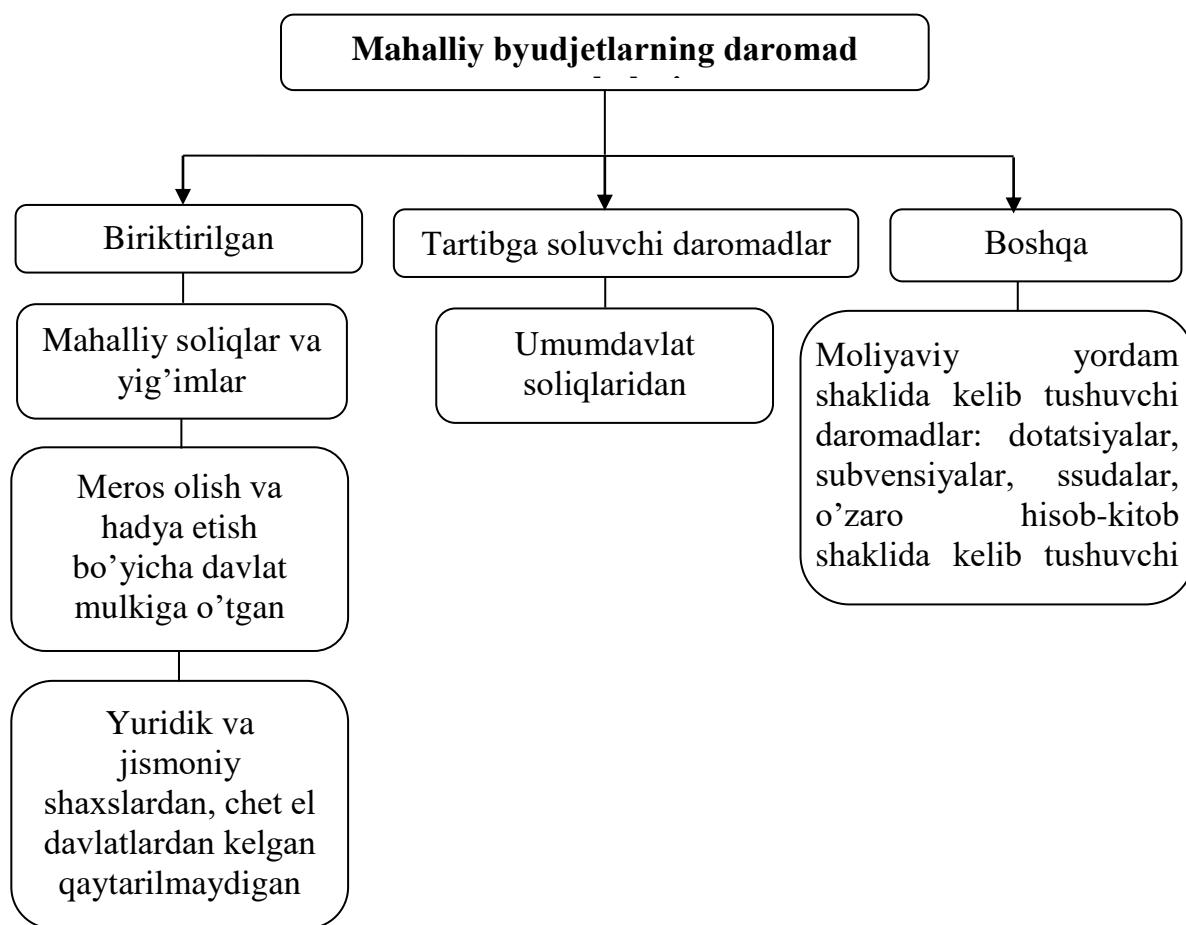 Mahalliy byudjetlarning daromad
Biriktirilgan
Tartibga soluvchi daromadlar
Boshqa
Mahalliy soliqlar va
yig’imlar
Umumdavlat
soliqlaridan
Moliyaviy yordam
shaklida kelib tushuvchi
daromadlar: dotatsiyalar,
subvensiyalar, ssudalar,
o’zaro hisob-kitob
shaklida kelib tushuvchi
Meros olish va
hadya etish
bo’yicha davlat
mulkiga o’tgan
Yuridik va
jismoniy
shaxslardan, chet el
davlatlardan kelgan
qaytarilmaydigan